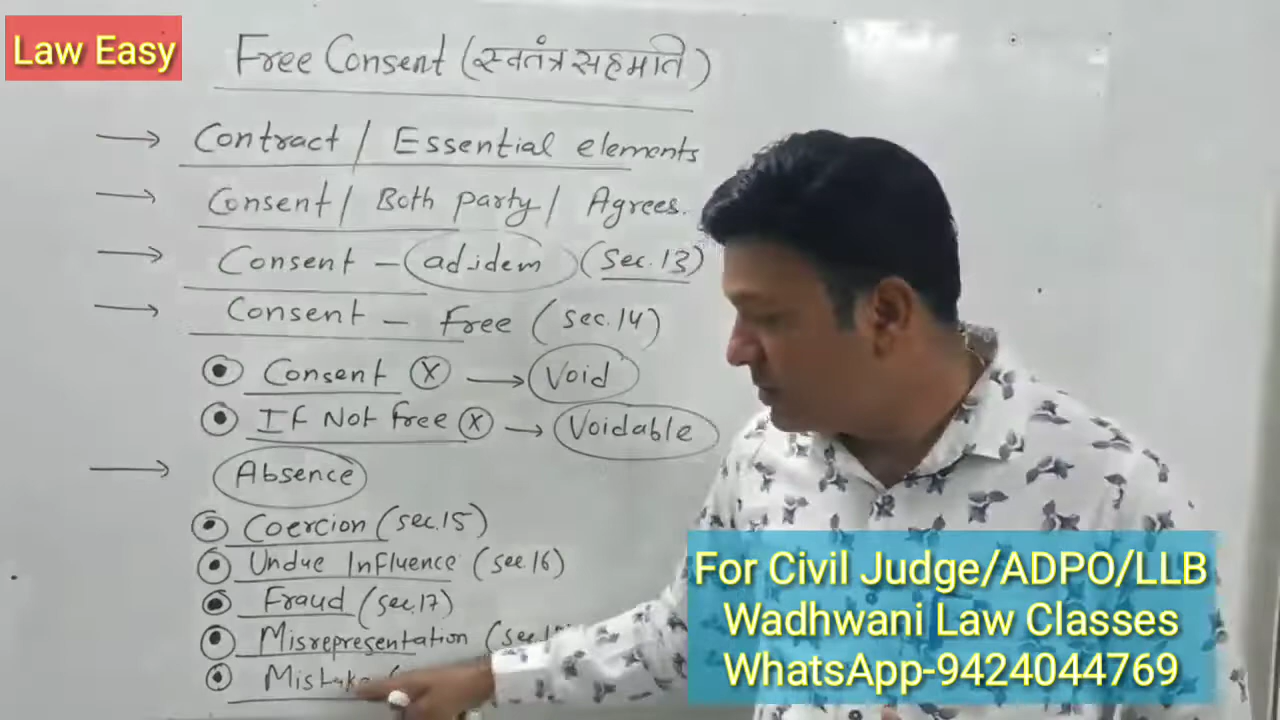 Law Easy
Free Consent (स्वतंत्र सहमति)
Contract / Essential elements
Consent / Both party / Agrees.
Consent - ad-idem (sec.13)
Consent - Free (sec.14)
Consent X → Void
If Not free X → Voidable
Absence
Coercion (sec.15)
Undue Influence (sec.16)
Fraud (sec.17)
Misrepresentation (sec.
Mistake (
For Civil Judge/ADPO/LLB
Wadhwani Law Classes
WhatsApp-9424044769